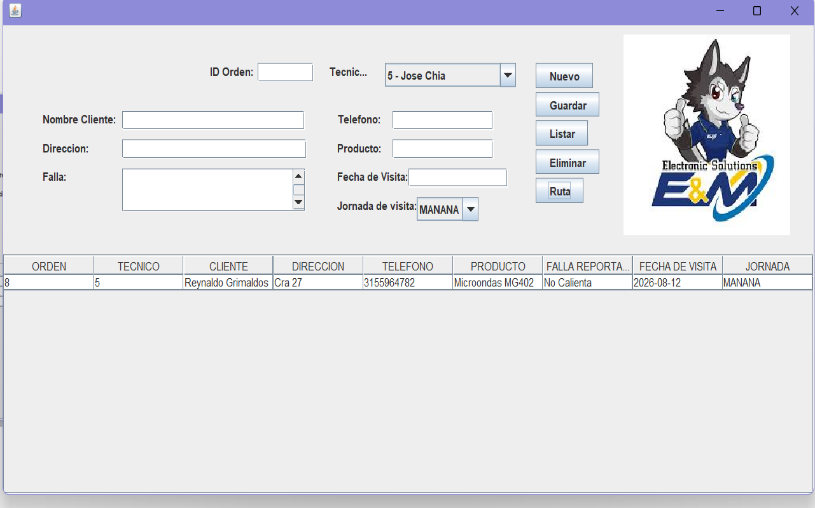 ID Orden: Tecnic... 5 - Jose Chia Nuevo
Guardar
Nombre Cliente: Telefono: Listar
Direccion: Producto: Eliminar
Falla: Fecha de Visita: Ruta
Jornada de visita: MANANA
Electronic Solutions
E&M
ORDEN TECNICO CLIENTE DIRECCION TELEFONO PRODUCTO FALLA REPORTA... FECHA DE VISITA JORNADA
8 5 Reynaldo Grimaldos Cra 27 3155964782 Microondas MG402 No Calienta 2026-08-12 MANANA